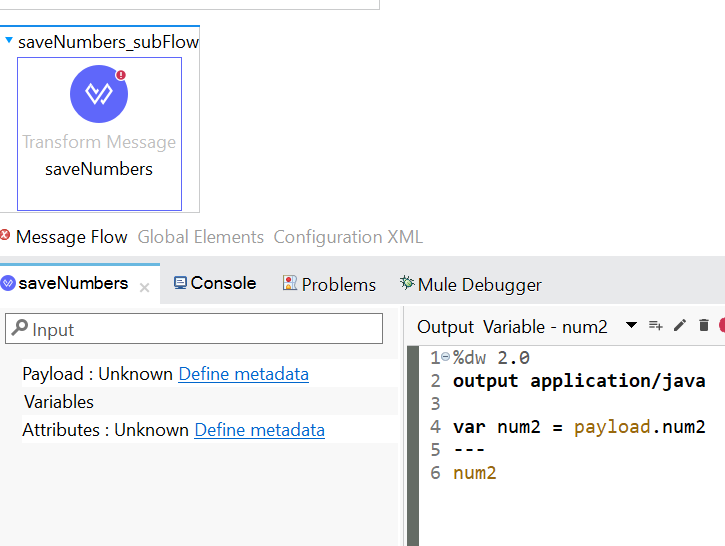 saveNumbers_subFlow
Transform Message
saveNumbers
Message Flow Global Elements Configuration XML
saveNumbers Console Problems Mule Debugger
Input
Output Variable - num2
Payload : Unknown Define metadata
Variables
Attributes : Unknown Define metadata
1 %dw 2.0
2 output application/java
3
4 var num2 = payload.num2
5 ---
6 num2